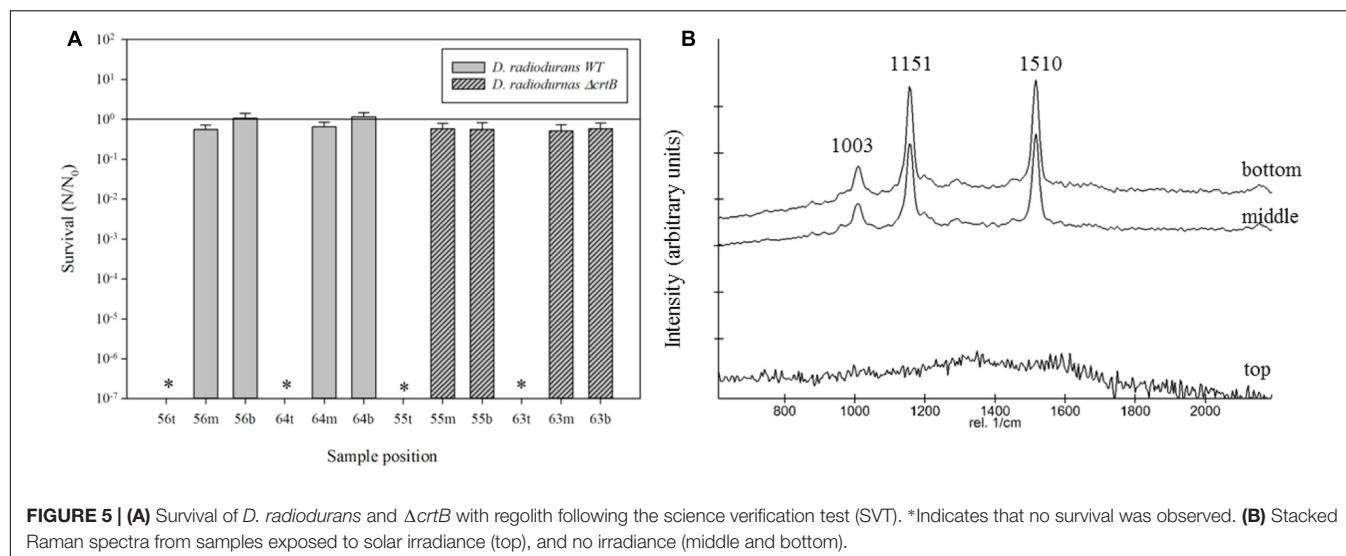 A
10²
10¹
10⁰
10⁻¹
10⁻²
10⁻³
10⁻⁴
10⁻⁵
10⁻⁶
10⁻⁷
Survival (N/N₀)
D. radiodurans WT
D. radiodurnas ΔcrtB
* * * *
56t 56m 56b 64t 64m 64b 55t 55m 55b 63t 63m 63b
Sample position
B
Intensity (arbitrary units)
1003
1151
1510
bottom
middle
top
800 1000 1200 1400 1600 1800 2000
rel. 1/cm
FIGURE 5 | (A) Survival of D. radiodurans and ΔcrtB with regolith following the science verification test (SVT). *Indicates that no survival was observed. (B) Stacked
Raman spectra from samples exposed to solar irradiance (top), and no irradiance (middle and bottom).